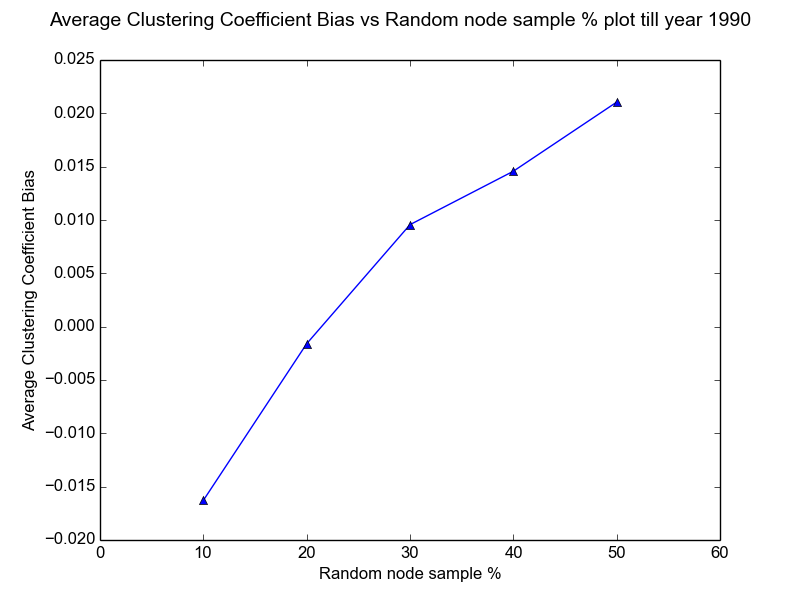 Average Clustering Coefficient Bias vs Random node sample % plot till year 1990
0.025
0.020
0.015
0.010
0.005
0.000
−0.005
−0.010
−0.015
−0.020
Average Clustering Coefficient Bias
0 10 20 30 40 50 60
Random node sample %